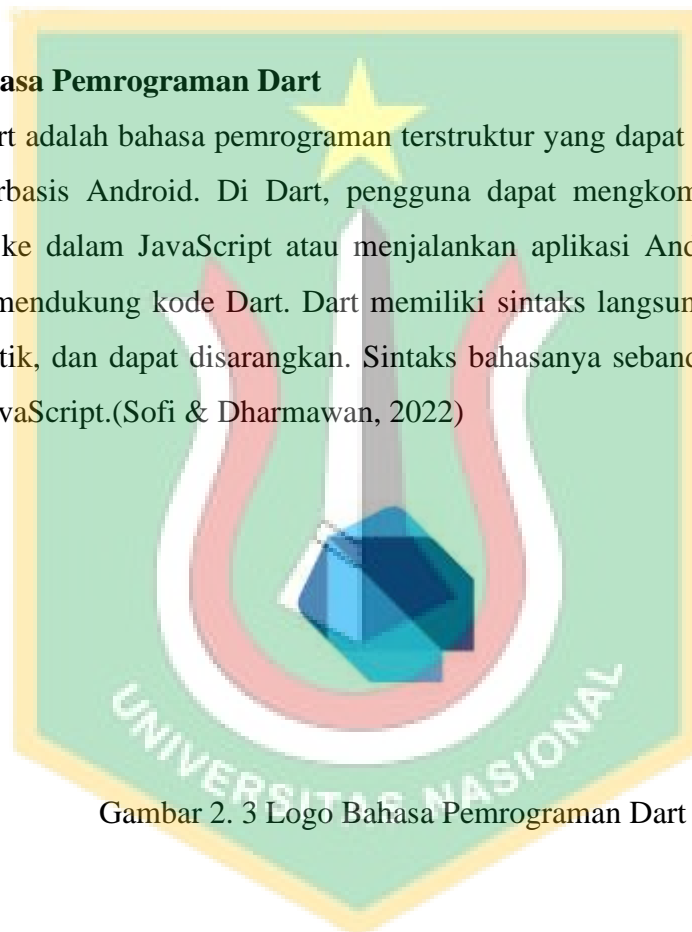 asa Pemrograman Dart
rt adalah bahasa pemrograman terstruktur yang dapat
rbasis Android. Di Dart, pengguna dapat mengkom
ke dalam JavaScript atau menjalankan aplikasi And
mendukung kode Dart. Dart memiliki sintaks langsun
tik, dan dapat disarangkan. Sintaks bahasanya seband
vaScript.(Sofi & Dharmawan, 2022)
UNIVERSITAS NASIONAL
Gambar 2. 3 Logo Bahasa Pemrograman Dart